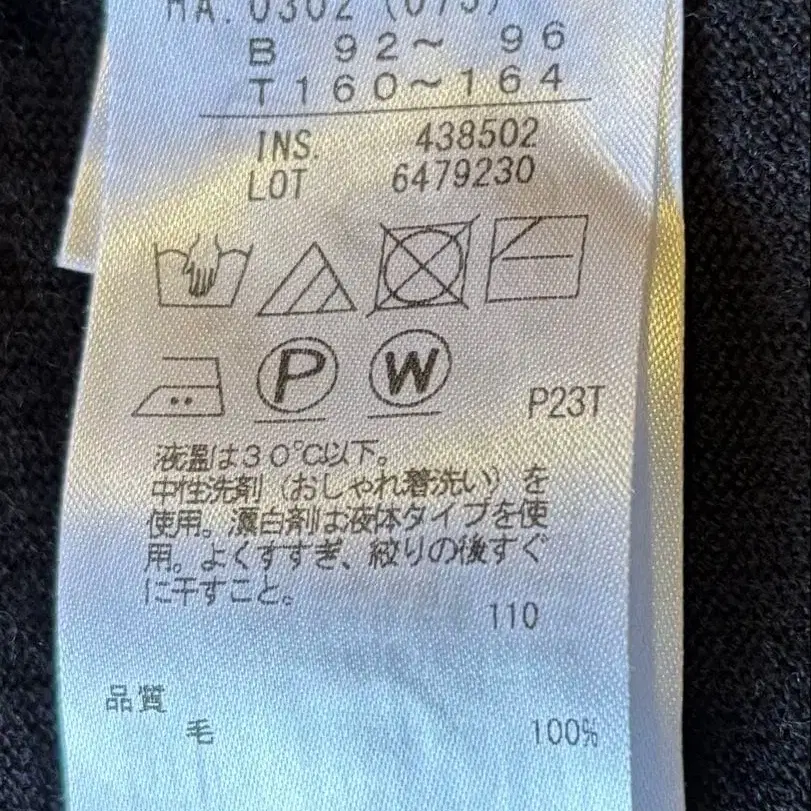 MA.0302 (075)
B 92～ 96
T160～164
INS. 438502
LOT 6479230
P W
P23T
液温は30℃以下。
中性洗剤（おしゃれ着洗い）を
使用。漂白剤は液体タイプを使
用。よくすすぎ、絞りの後すぐ
に干すこと。
110
品質
毛 100%